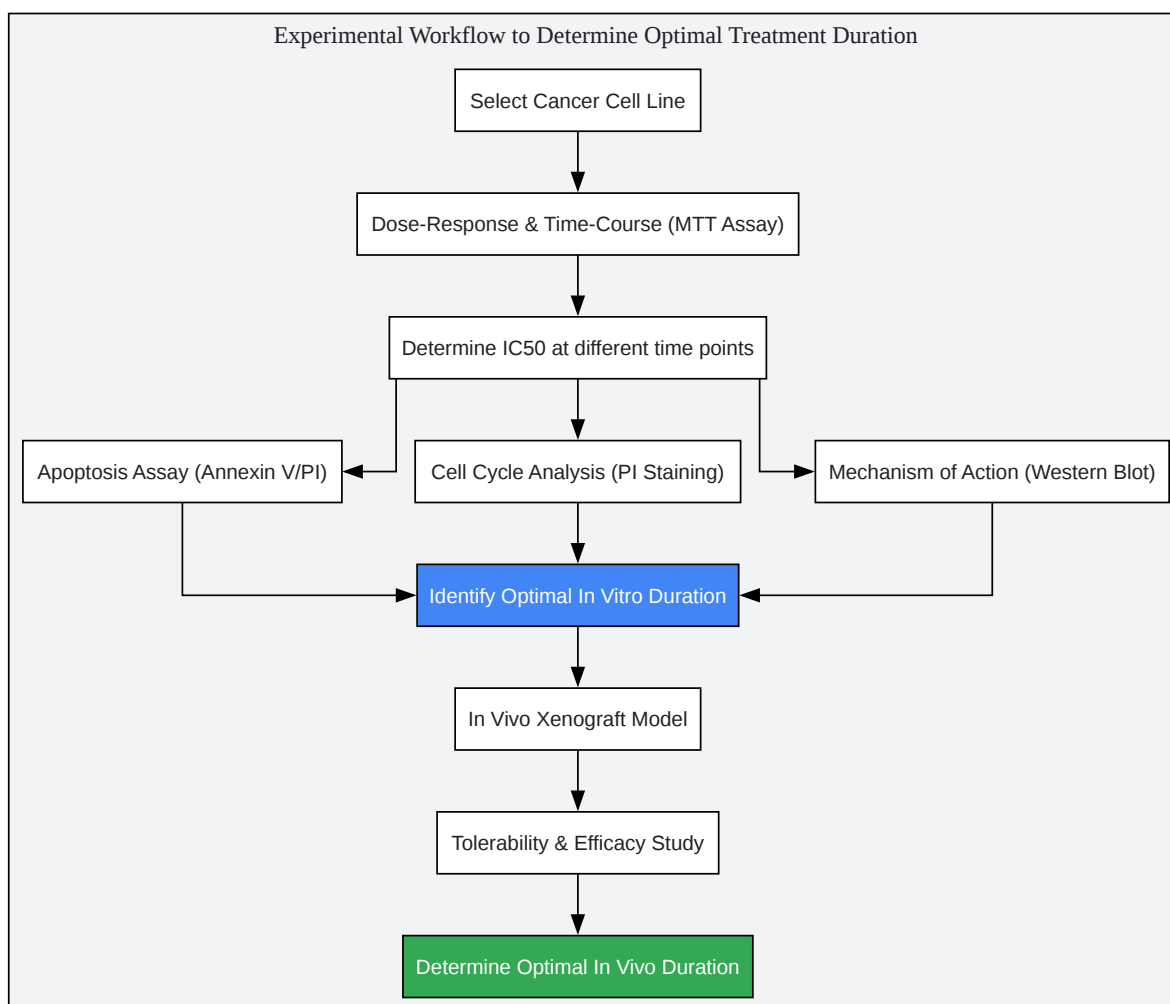 Experimental Workflow to Determine Optimal Treatment Duration
Select Cancer Cell Line
Dose-Response & Time-Course (MTT Assay)
Determine IC50 at different time points
Apoptosis Assay (Annexin V/PI)
Cell Cycle Analysis (PI Staining)
Mechanism of Action (Western Blot)
Identify Optimal In Vitro Duration
In Vivo Xenograft Model
Tolerability & Efficacy Study
Determine Optimal In Vivo Duration